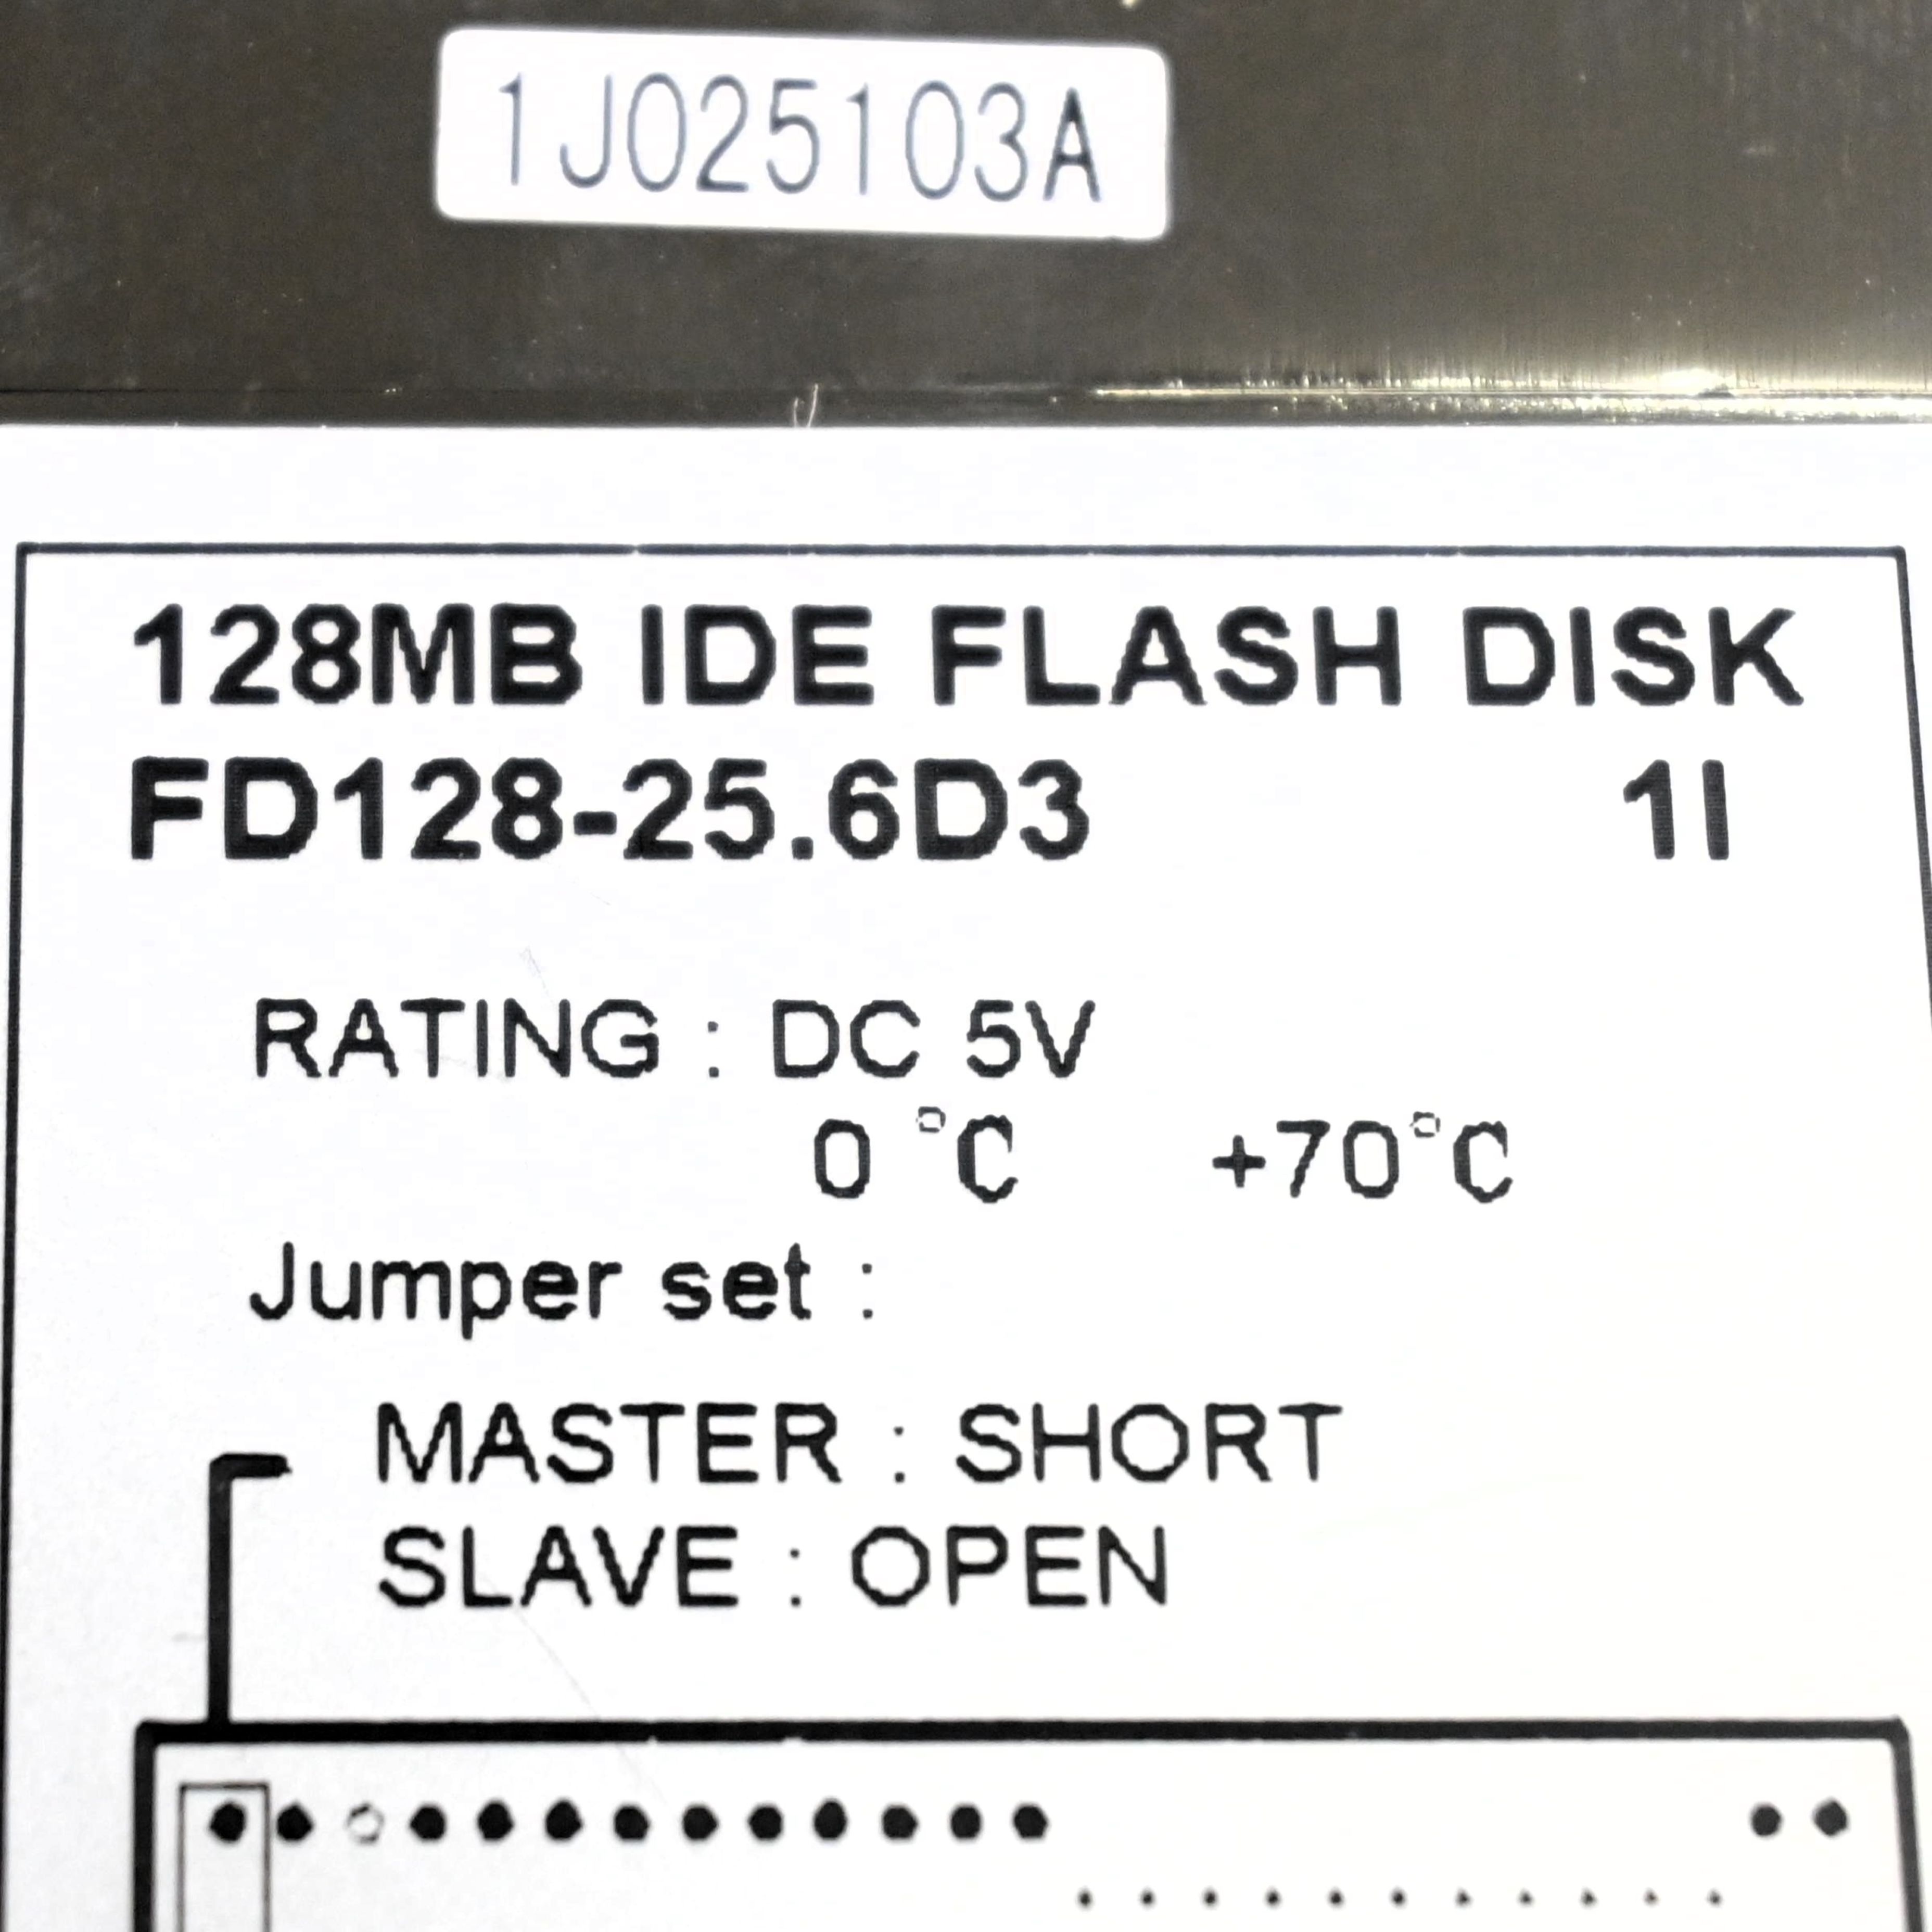 1J025103A
128MB IDE FLASH DISK
FD128-25.6D3 1I
RATING : DC 5V
0 °C +70°C
Jumper set :
MASTER : SHORT
SLAVE : OPEN